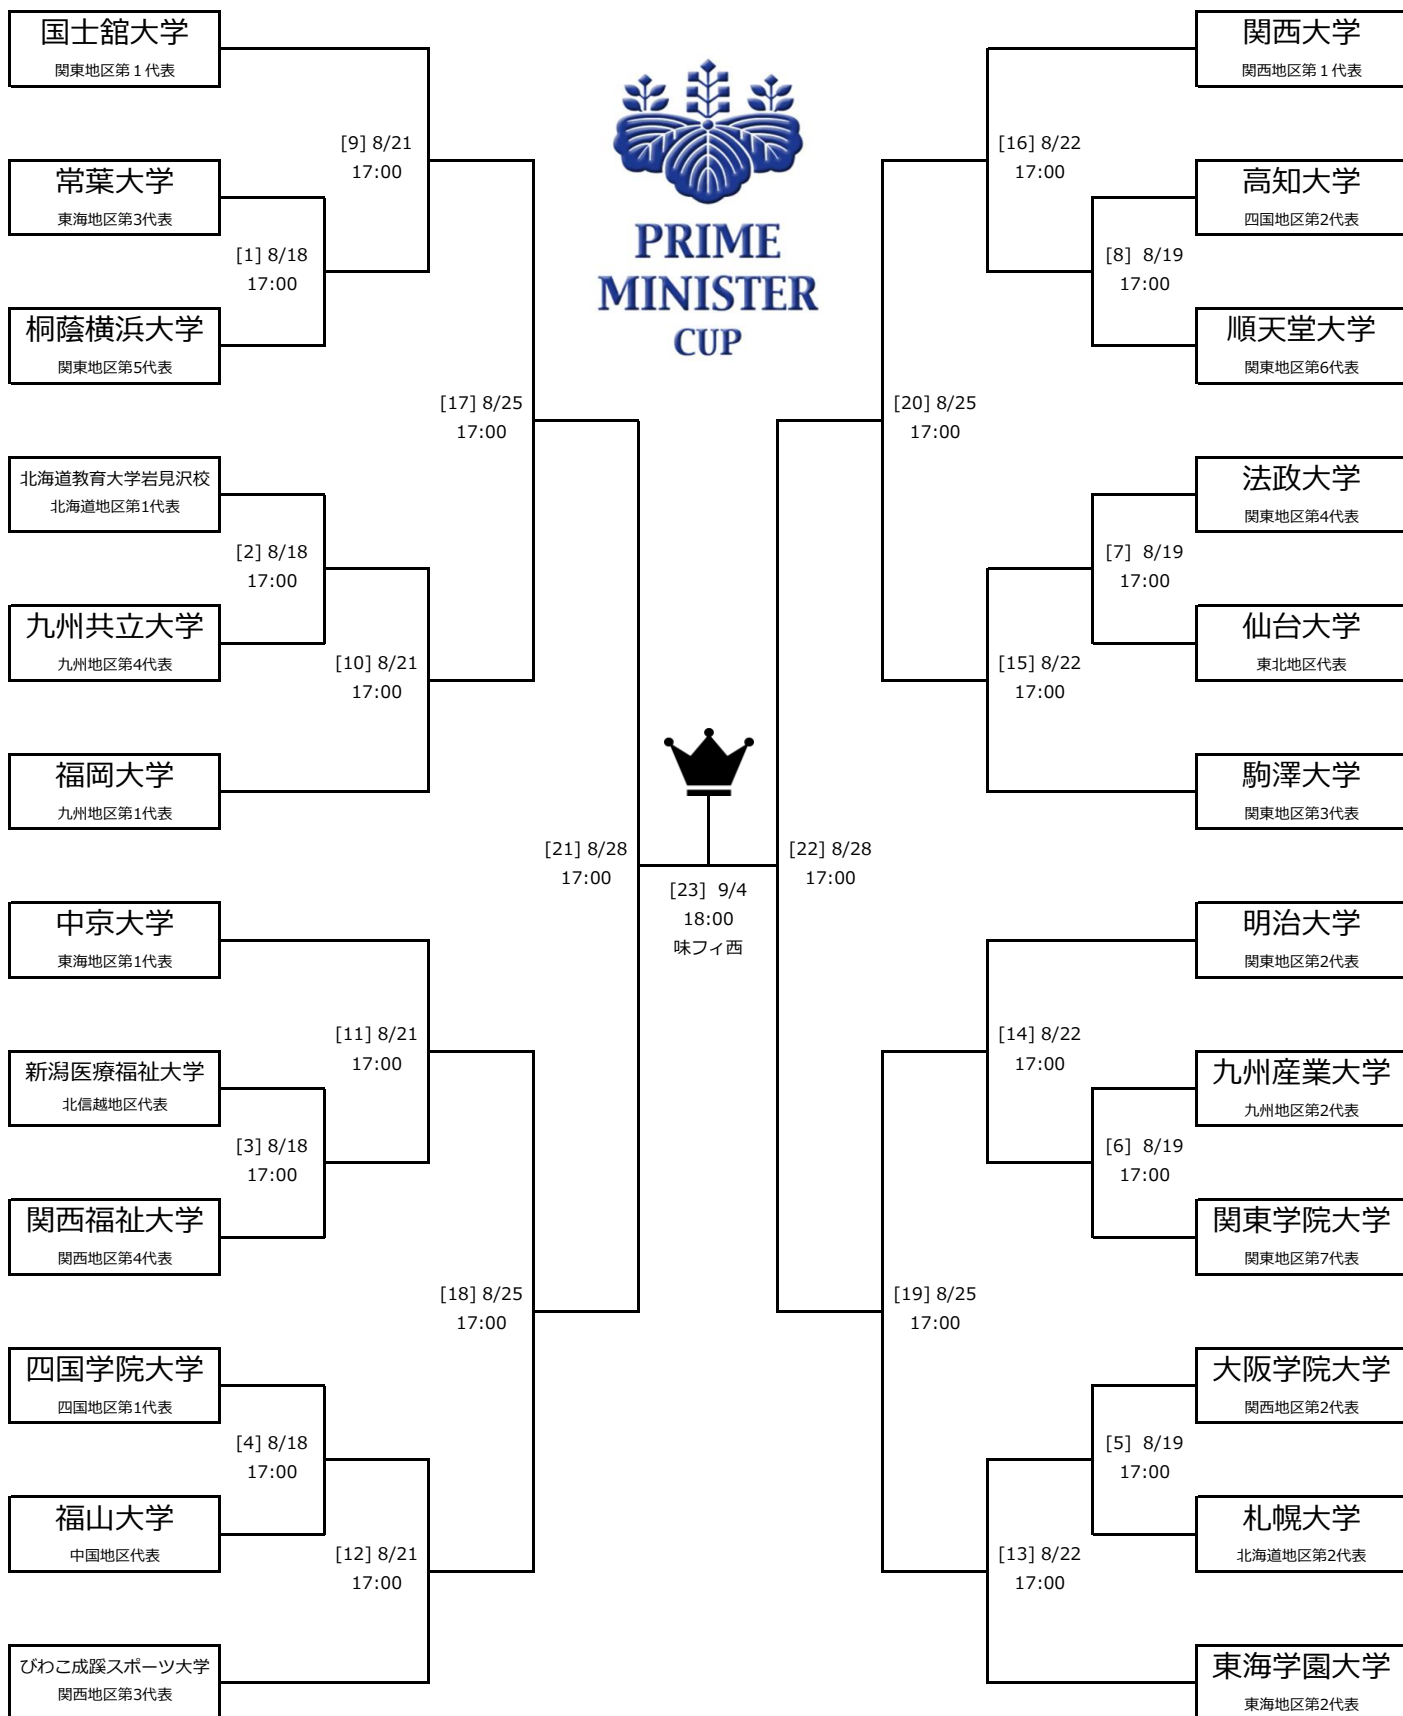 国士舘大学
関東地区第１代表
常葉大学
東海地区第3代表
桐蔭横浜大学
関東地区第5代表
北海道教育大学岩見沢校
北海道地区第1代表
九州共立大学
九州地区第4代表
福岡大学
九州地区第1代表
中京大学
東海地区第1代表
新潟医療福祉大学
北信越地区代表
関西福祉大学
関西地区第4代表
四国学院大学
四国地区第1代表
福山大学
中国地区代表
びわこ成蹊スポーツ大学
関西地区第3代表
[1] 8/18
17:00
[2] 8/18
17:00
[3] 8/18
17:00
[4] 8/18
17:00
[9] 8/21
17:00
[10] 8/21
17:00
[11] 8/21
17:00
[12] 8/21
17:00
[17] 8/25
17:00
[18] 8/25
17:00
[21] 8/28
17:00
PRIME
MINISTER
CUP
[23] 9/4
18:00
味フィ西
[22] 8/28
17:00
[20] 8/25
17:00
[19] 8/25
17:00
[16] 8/22
17:00
[15] 8/22
17:00
[14] 8/22
17:00
[13] 8/22
17:00
[8] 8/19
17:00
[7] 8/19
17:00
[6] 8/19
17:00
[5] 8/19
17:00
関西大学
関西地区第１代表
高知大学
四国地区第2代表
順天堂大学
関東地区第6代表
法政大学
関東地区第4代表
仙台大学
東北地区代表
駒澤大学
関東地区第3代表
明治大学
関東地区第2代表
九州産業大学
九州地区第2代表
関東学院大学
関東地区第7代表
大阪学院大学
関西地区第2代表
札幌大学
北海道地区第2代表
東海学園大学
東海地区第2代表